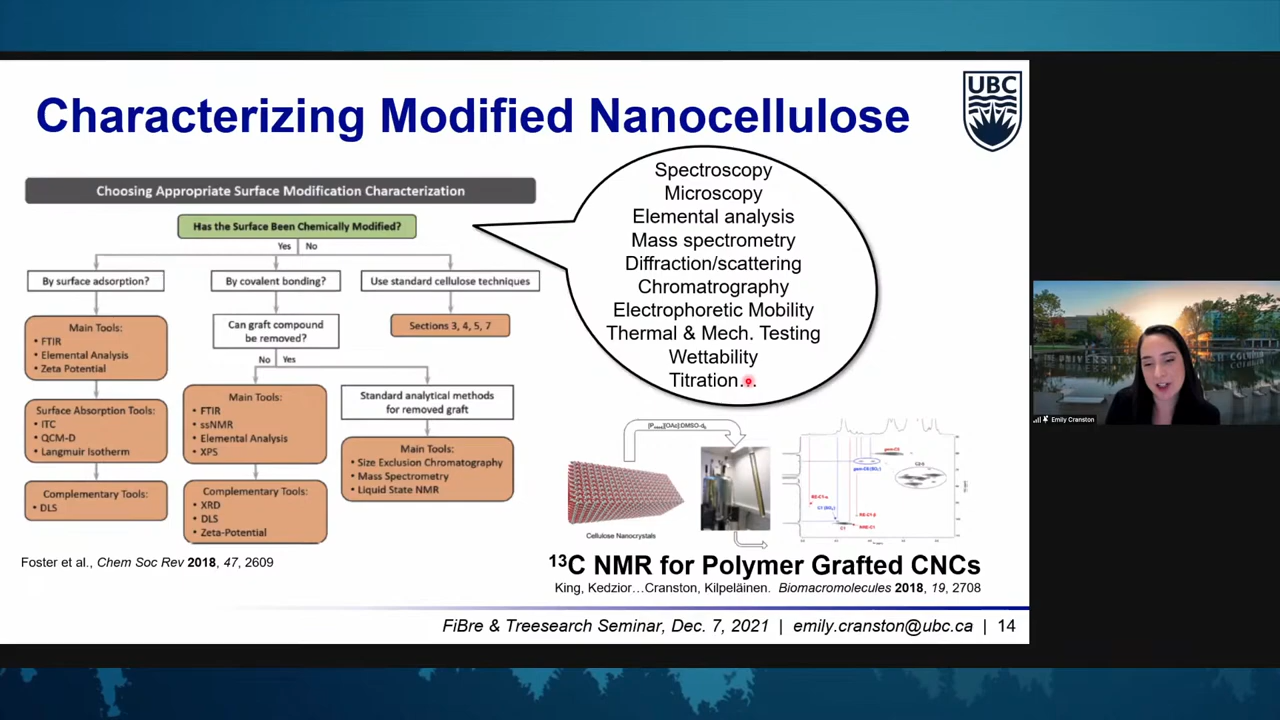 Characterizing Modified Nanocellulose
UBC
Choosing Appropriate Surface Modification Characterization
Has the Surface Been Chemically Modified?
Yes
No
By surface adsorption?
By covalent bonding?
Use standard cellulose techniques
Main Tools:
• FTIR
• Elemental Analysis
• Zeta Potential
Can graft compound
be removed?
Sections 3, 4, 5, 7
No
Yes
Surface Absorption Tools:
• ITC
• QCM-D
• Langmuir Isotherm
Main Tools:
• FTIR
• ssNMR
• Elemental Analysis
• XPS
Standard analytical methods
for removed graft
Main Tools:
• Size Exclusion Chromatography
• Mass Spectrometry
• Liquid State NMR
Complementary Tools:
• DLS
Complementary Tools:
• XRD
• DLS
• Zeta-Potential
Foster et al., Chem Soc Rev 2018, 47, 2609
Spectroscopy
Microscopy
Elemental analysis
Mass spectrometry
Diffraction/scattering
Chromatrography
Electrophoretic Mobility
Thermal & Mech. Testing
Wettability
Titration...
Cellulose Nanocrystals
¹³C NMR for Polymer Grafted CNCs
King, Kedzior…Cranston, Kilpeläinen. Biomacromolecules 2018, 19, 2708
FiBre & Treesearch Seminar, Dec. 7, 2021 | emily.cranston@ubc.ca | 14
Emily Cranston